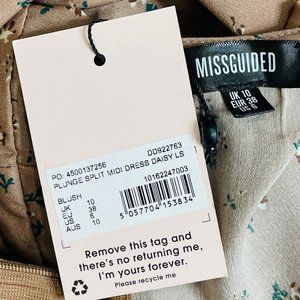 MISSGUIDED
UK 10
EUR 38
US 6
PO: 4500137256
DD922763
PLUNGE SPLIT MIDI DRESS DAISY LS
BLUSH
10162247003
UK 10
EU 38
US 6
AUS 10
5 057704 153834
Remove this tag and
there's no returning me,
I'm yours forever.
Please recycle me